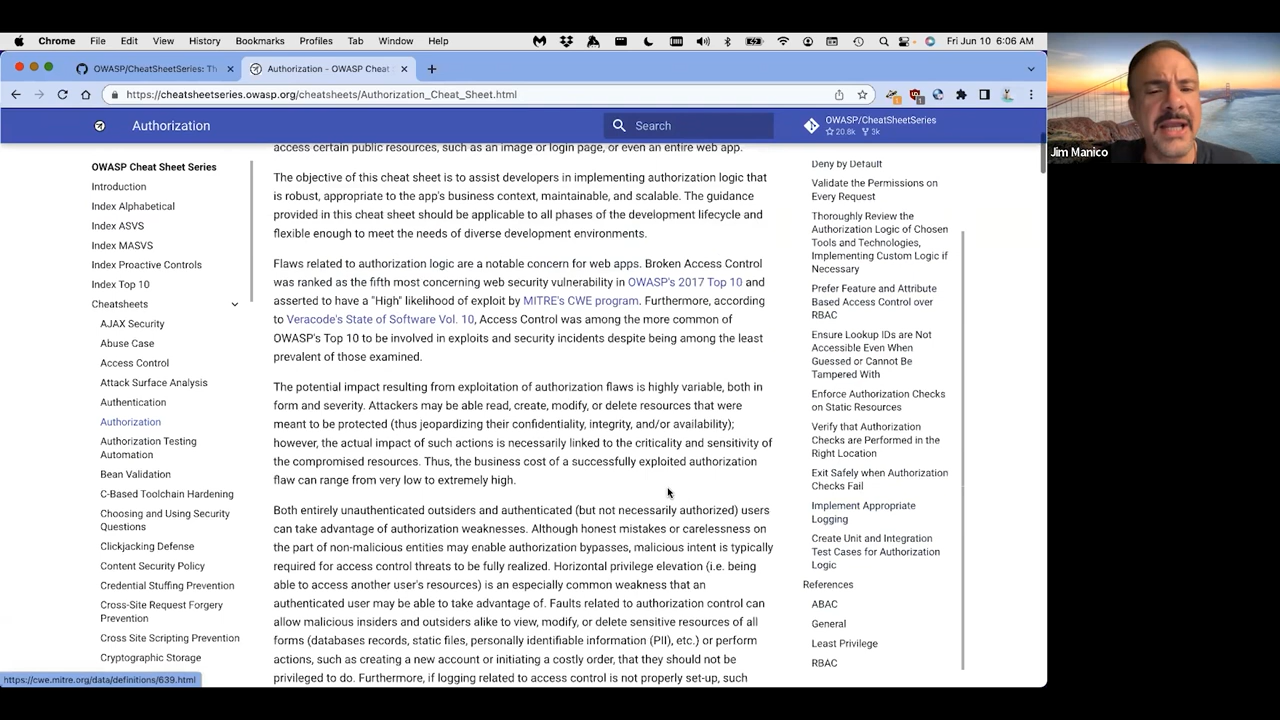 Chrome File Edit View History Bookmarks Profiles Tab Window Help Fri Jun 10 6:06 AM
OWASP/CheatSheetSeries: Th Authorization - OWASP Cheat
https://cheatsheetseries.owasp.org/cheatsheets/Authorization_Cheat_Sheet.html
Authorization
Search
OWASP/CheatSheetSeries
20.6k 3k
OWASP Cheat Sheet Series
Introduction
Index Alphabetical
Index ASVS
Index MASVS
Index Proactive Controls
Index Top 10
Cheatsheets
AJAX Security
Abuse Case
Access Control
Attack Surface Analysis
Authentication
Authorization
Authorization Testing
Automation
Bean Validation
C-Based Toolchain Hardening
Choosing and Using Security
Questions
Clickjacking Defense
Content Security Policy
Credential Stuffing Prevention
Cross-Site Request Forgery
Prevention
Cross Site Scripting Prevention
Cryptographic Storage
https://cwe.mitre.org/data/definitions/639.html
access certain public resources, such as an image or login page, or even an entire web app.
The objective of this cheat sheet is to assist developers in implementing authorization logic that
is robust, appropriate to the app's business context, maintainable, and scalable. The guidance
provided in this cheat sheet should be applicable to all phases of the development lifecycle and
flexible enough to meet the needs of diverse development environments.
Flaws related to authorization logic are a notable concern for web apps. Broken Access Control
was ranked as the fifth most concerning web security vulnerability in OWASP's 2017 Top 10 and
asserted to have a "High" likelihood of exploit by MITRE's CWE program. Furthermore, according
to Veracode's State of Software Vol. 10, Access Control was among the more common of
OWASP's Top 10 to be involved in exploits and security incidents despite being among the least
prevalent of those examined.
The potential impact resulting from exploitation of authorization flaws is highly variable, both in
form and severity. Attackers may be able read, create, modify, or delete resources that were
meant to be protected (thus jeopardizing their confidentiality, integrity, and/or availability);
however, the actual impact of such actions is necessarily linked to the criticality and sensitivity of
the compromised resources. Thus, the business cost of a successfully exploited authorization
flaw can range from very low to extremely high.
Both entirely unauthenticated outsiders and authenticated (but not necessarily authorized) users
can take advantage of authorization weaknesses. Although honest mistakes or carelessness on
the part of non-malicious entities may enable authorization bypasses, malicious intent is typically
required for access control threats to be fully realized. Horizontal privilege elevation (i.e. being
able to access another user's resources) is an especially common weakness that an
authenticated user may be able to take advantage of. Faults related to authorization control can
allow malicious insiders and outsiders alike to view, modify, or delete sensitive resources of all
forms (databases records, static files, personally identifiable information (PII), etc.) or perform
actions, such as creating a new account or initiating a costly order, that they should not be
privileged to do. Furthermore, if logging related to access control is not properly set-up, such
Deny by Default
Validate the Permissions on
Every Request
Thoroughly Review the
Authorization Logic of Chosen
Tools and Technologies,
Implementing Custom Logic if
Necessary
Prefer Feature and Attribute
Based Access Control over
RBAC
Ensure Lookup IDs are Not
Accessible Even When
Guessed or Cannot Be
Tampered With
Enforce Authorization Checks
on Static Resources
Verify that Authorization
Checks are Performed in the
Right Location
Exit Safely when Authorization
Checks Fail
Implement Appropriate
Logging
Create Unit and Integration
Test Cases for Authorization
Logic
References
ABAC
General
Least Privilege
RBAC
Jim Manico